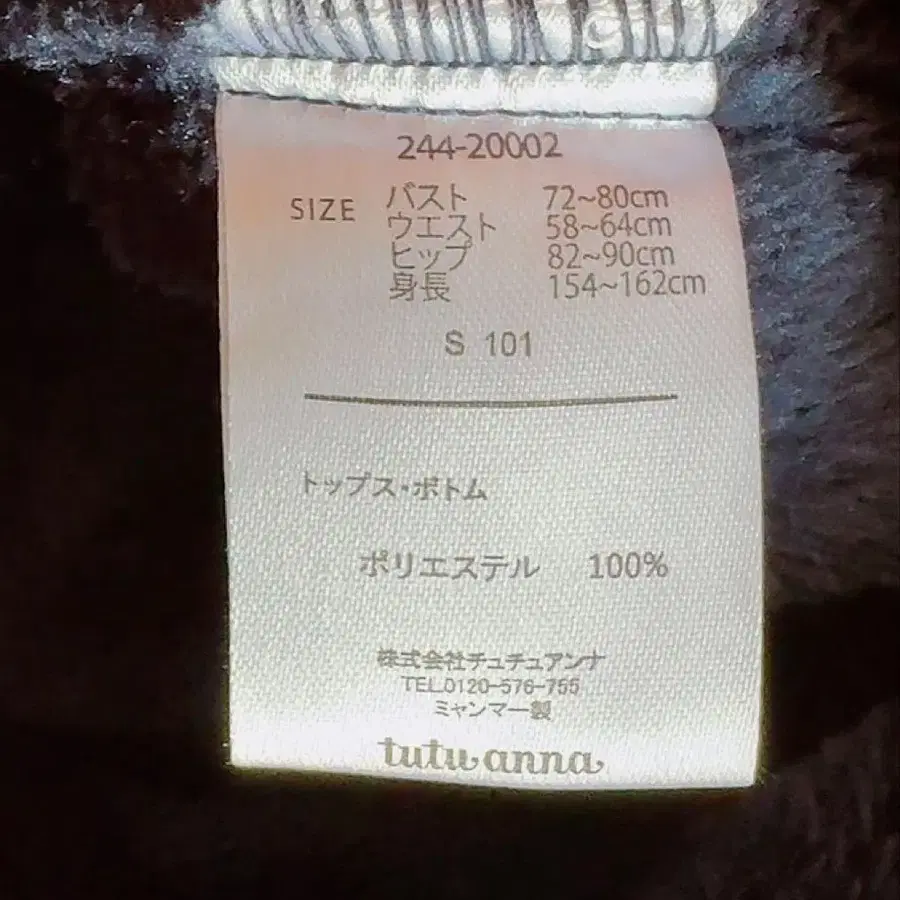 244-20002
SIZE バスト 72~80cm
ウエスト 58~64cm
ヒップ 82~90cm
身長 154~162cm
S 101
トップス・ボトム
ポリエステル 100%
株式会社チュチュアンナ
TEL.0120-576-755
ミャンマー製
tutu anna